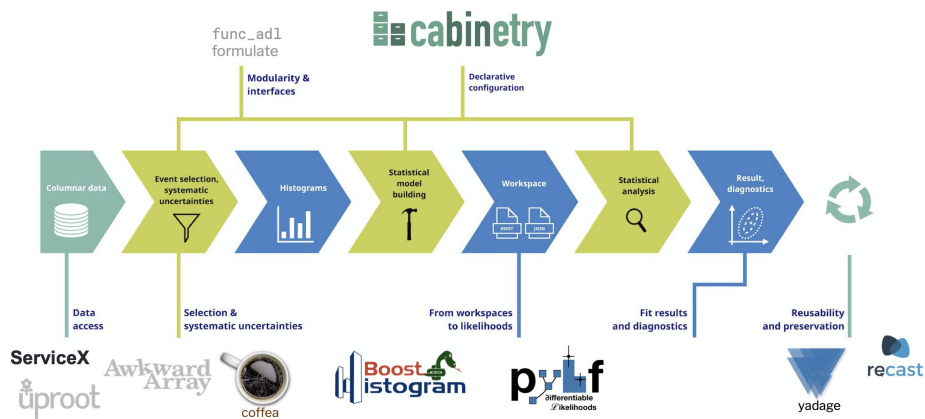 func_adl
formulate
cabinetry
Modularity &
interfaces
Declarative
configuration
Columnar data
Event selection,
systematic
uncertainties
Histograms
Statistical
model
building
Workspace
ROOT
JSON
Statistical
analysis
Result,
diagnostics
Data
access
Selection &
systematic uncertainties
From workspaces
to likelihoods
Fit results
and diagnostics
Reusability
and preservation
ServiceX
uproot
Awkward
Array
coffea
Boost
Histogram
pyhf
differentiable
Likelihoods
yadage
recast